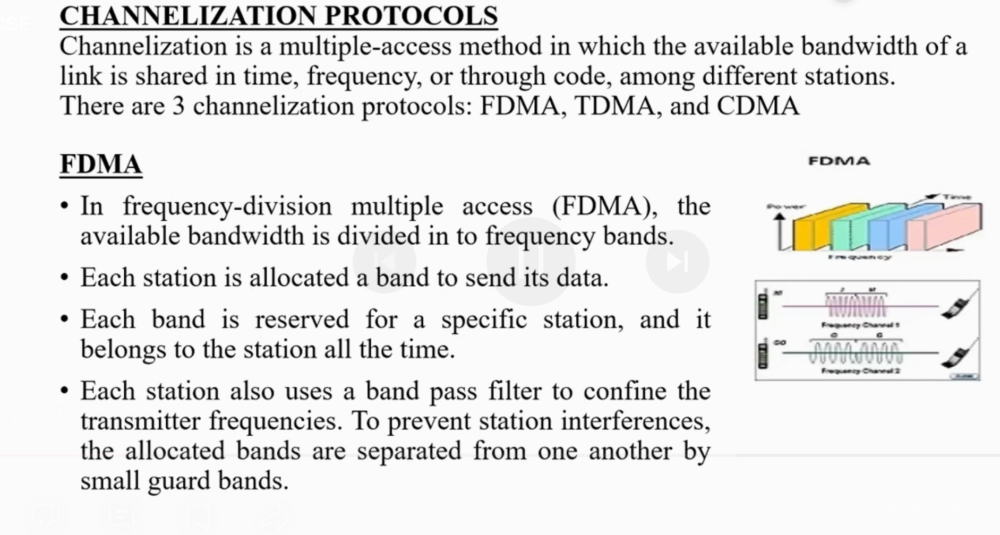 CHANNELIZATION PROTOCOLS
Channelization is a multiple-access method in which the available bandwidth of a
link is shared in time, frequency, or through code, among different stations.
There are 3 channelization protocols: FDMA, TDMA, and CDMA
FDMA
• In frequency-division multiple access (FDMA), the
available bandwidth is divided in to frequency bands.
• Each station is allocated a band to send its data.
• Each band is reserved for a specific station, and it
belongs to the station all the time.
• Each station also uses a band pass filter to confine the
transmitter frequencies. To prevent station interferences,
the allocated bands are separated from one another by
small guard bands.
FDMA
Power
Time
Frequency
Frequency Channel 1
GO
O G
Frequency Channel 2